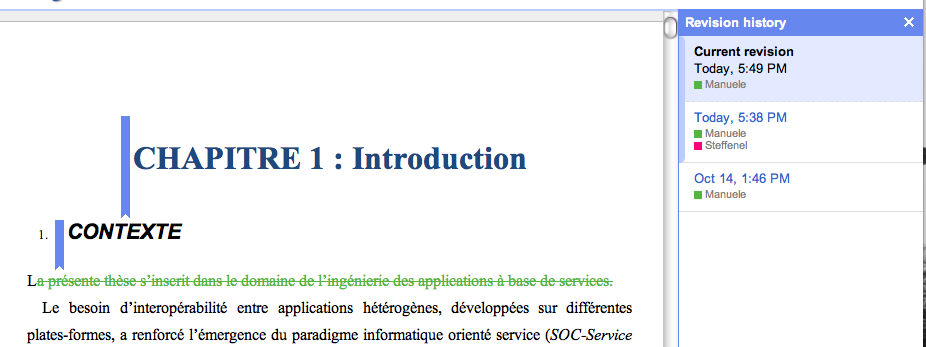 CHAPITRE 1 : Introduction
1. CONTEXTE
La présente thèse s'inscrit dans le domaine de l'ingénierie des applications à base de services.
Le besoin d'interopérabilité entre applications hétérogènes, développées sur différentes
plates-formes, a renforcé l'émergence du paradigme informatique orienté service (SOC-Service
Revision history ×
Current revision
Today, 5:49 PM
Manuele
Today, 5:38 PM
Manuele
Steffenel
Oct 14, 1:46 PM
Manuele